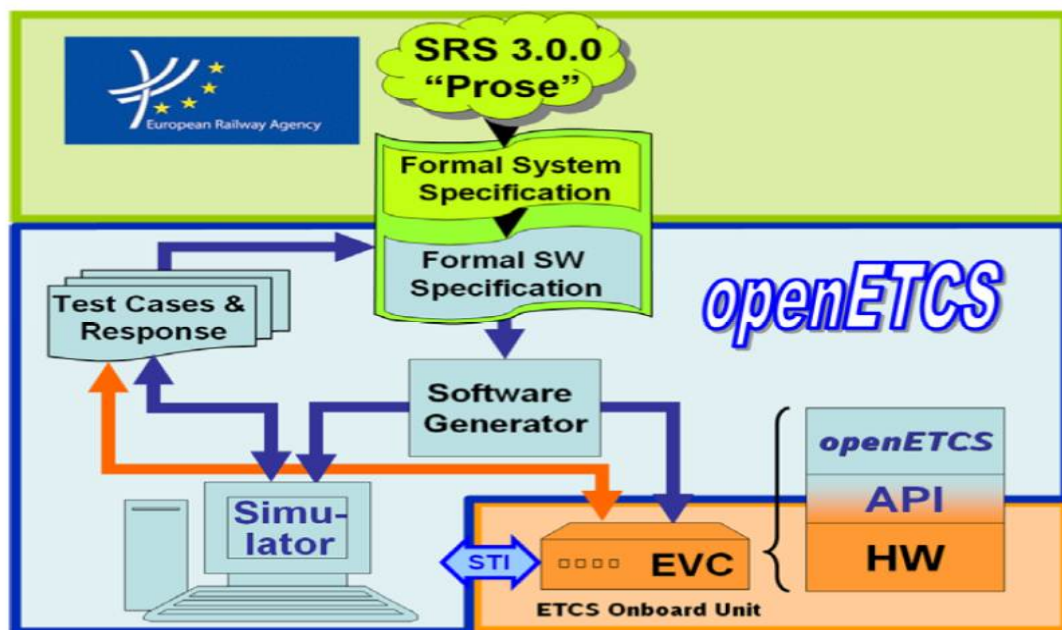 SRS 3.0.0
“Prose”
European Railway Agency
Formal System
Specification
Formal SW
Specification
openETCS
Test Cases &
Response
Software
Generator
openETCS
API
HW
Simu-
lator
STI
EVC
ETCS Onboard Unit